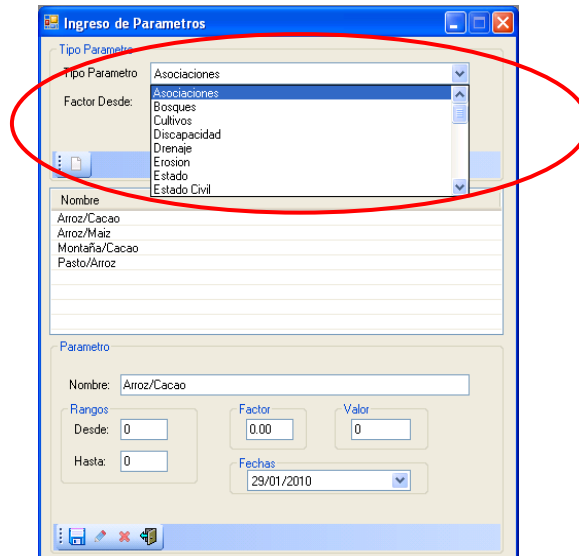 Ingreso de Parametros
Tipo Parametro
Tipo Parametro Asociaciones
Factor Desde:
Asociaciones
Bosques
Cultivos
Discapacidad
Drenaje
Erosion
Estado
Estado Civil
Nombre
Arroz/Cacao
Arroz/Maiz
Montaña/Cacao
Pasto/Arroz
Parametro
Nombre: Arroz/Cacao
Rangos Factor Valor
Desde: 0 0.00 0
Hasta: 0
Fechas
29/01/2010